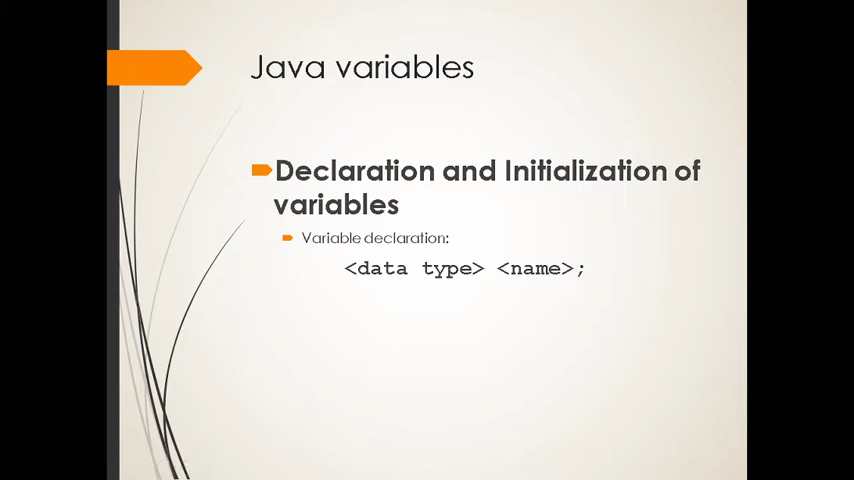 Java variables
Declaration and Initialization of
variables
Variable declaration:
<data type> <name>;